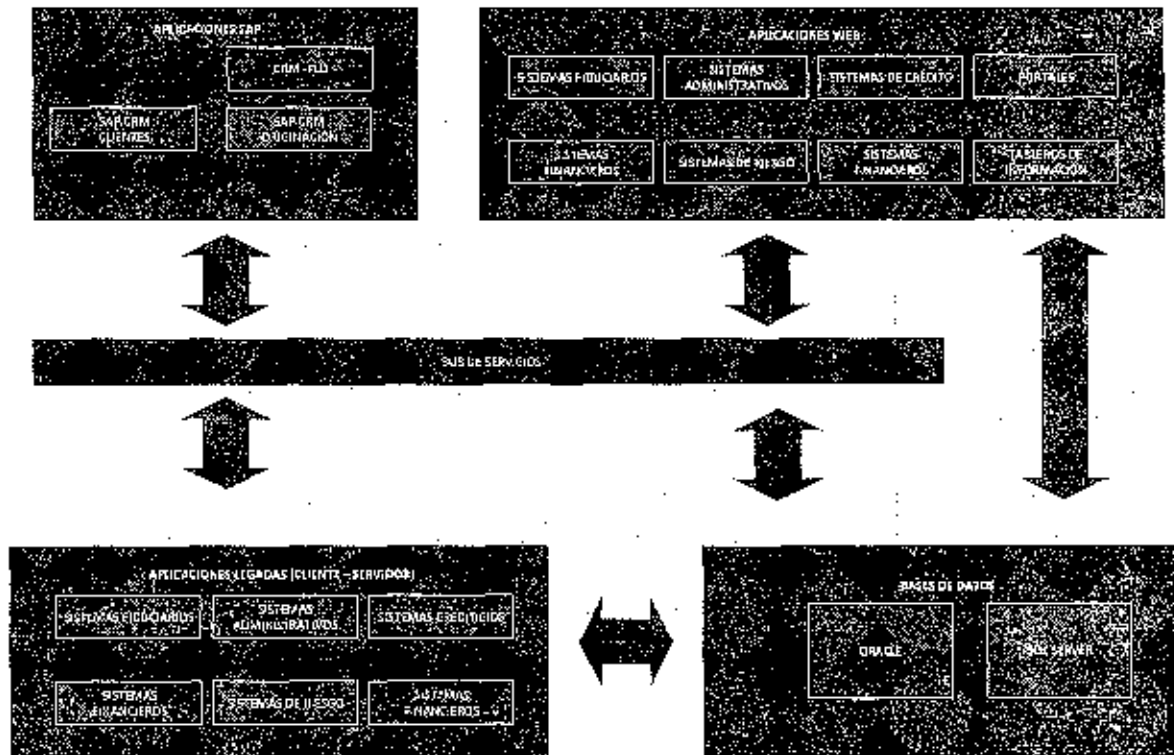 APLICACIONES SAP
CRM - FLU
SAP CRM
CLIENTES
SAP CRM
ORIGINACIÓN
APLICACIONES WEB
SISTEMAS FIDUCIARIOS
SISTEMAS
ADMINISTRATIVOS
SISTEMAS DE CRÉDITO
PORTALES
SISTEMAS
FINANCIEROS
SISTEMAS DE RIESGO
SISTEMAS
FINANCIEROS
TABLEROS DE
INFORMACIÓN
BUS DE SERVICIOS
APLICACIONES LEGADAS (CLIENTE – SERVIDOR)
SISTEMAS FIDUCIARIOS
SISTEMAS
ADMINISTRATIVOS
SISTEMAS CREDITICIOS
SISTEMAS
FINANCIEROS
SISTEMAS DE RIESGO
SISTEMAS
FINANCIEROS – V
BASES DE DATOS
ORACLE
SERVER